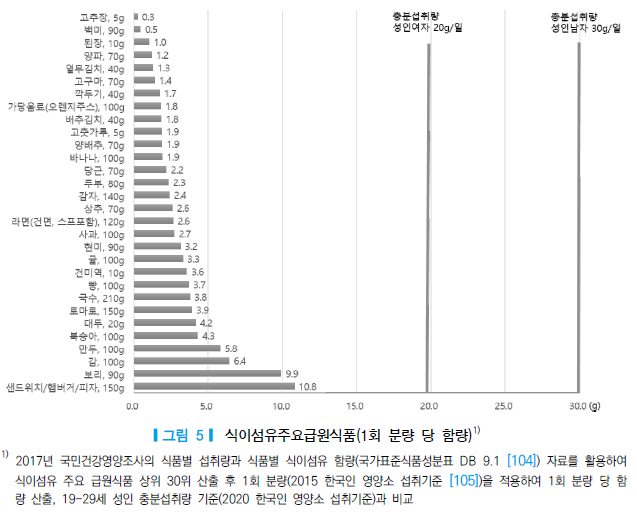 충분섭취량
성인여자 20g/일
충분섭취량
성인남자 30g/일
고추장, 5g 0.3
백미, 90g 0.5
된장, 10g 1.0
양파, 70g 1.2
열무김치, 40g 1.3
고구마, 70g 1.4
깍두기, 40g 1.7
가당음료(오렌지주스), 100g 1.8
배추김치, 40g 1.8
고춧가루, 5g 1.9
양배추, 70g 1.9
바나나, 100g 1.9
당근, 70g 2.2
두부, 80g 2.3
감자, 140g 2.4
상추, 70g 2.6
라면(건면, 스프포함), 120g 2.6
사과, 100g 2.7
현미, 90g 3.2
귤, 100g 3.3
건미역, 10g 3.6
빵, 100g 3.7
국수, 210g 3.8
토마토, 150g 3.9
대두, 20g 4.2
복숭아, 100g 4.3
만두, 100g 5.8
감, 100g 6.4
보리, 90g 9.9
샌드위치/햄버거/피자, 150g 10.8
0.0 5.0 10.0 15.0 20.0 25.0 30.0 (g)
그림 5 식이섬유주요급원식품(1회 분량 당 함량)1)
1) 2017년 국민건강영양조사의 식품별 섭취량과 식품별 식이섬유 함량(국가표준식품성분표 DB 9.1 [104]) 자료를 활용하여
식이섬유 주요 급원식품 상위 30위 산출 후 1회 분량(2015 한국인 영양소 섭취기준 [105])을 적용하여 1회 분량 당 함
량 산출, 19-29세 성인 충분섭취량 기준(2020 한국인 영양소 섭취기준)과 비교